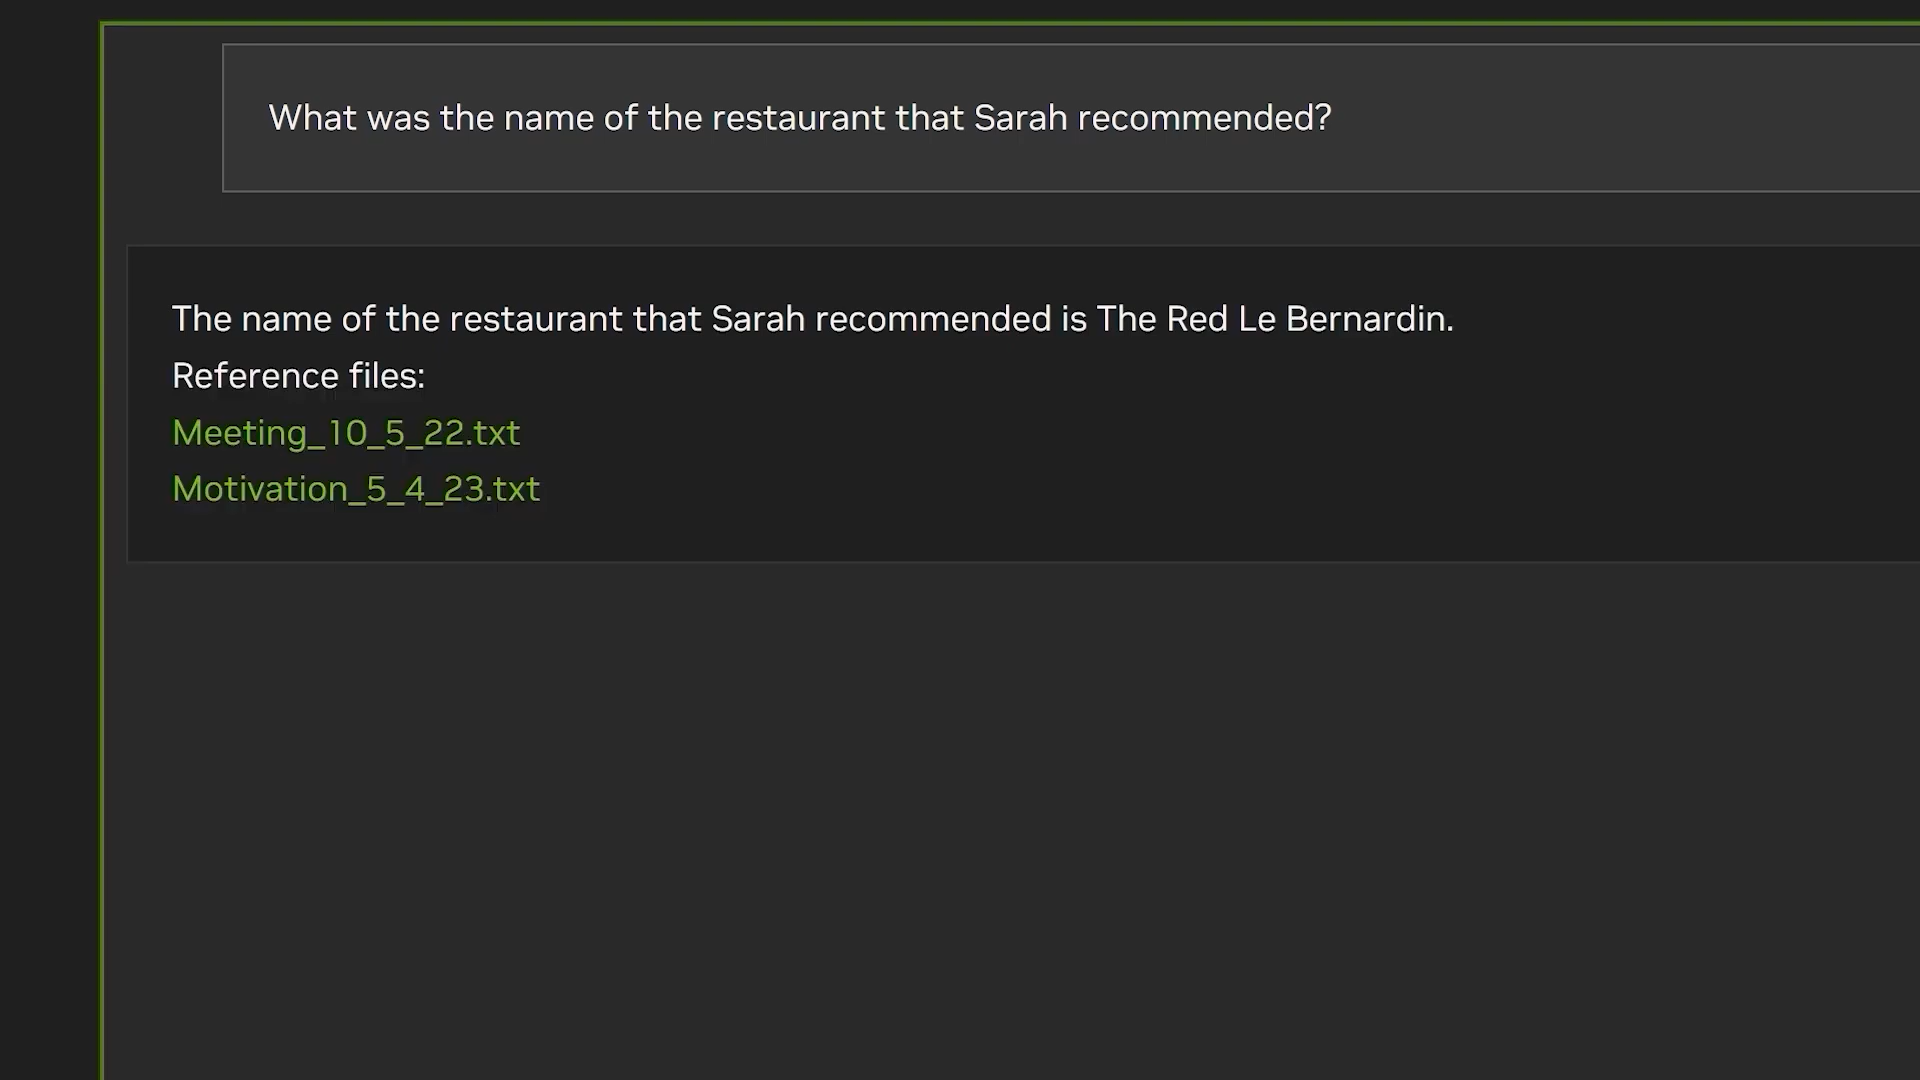 What was the name of the restaurant that Sarah recommended?
The name of the restaurant that Sarah recommended is The Red Le Bernardin.
Reference files:
Meeting_10_5_22.txt
Motivation_5_4_23.txt